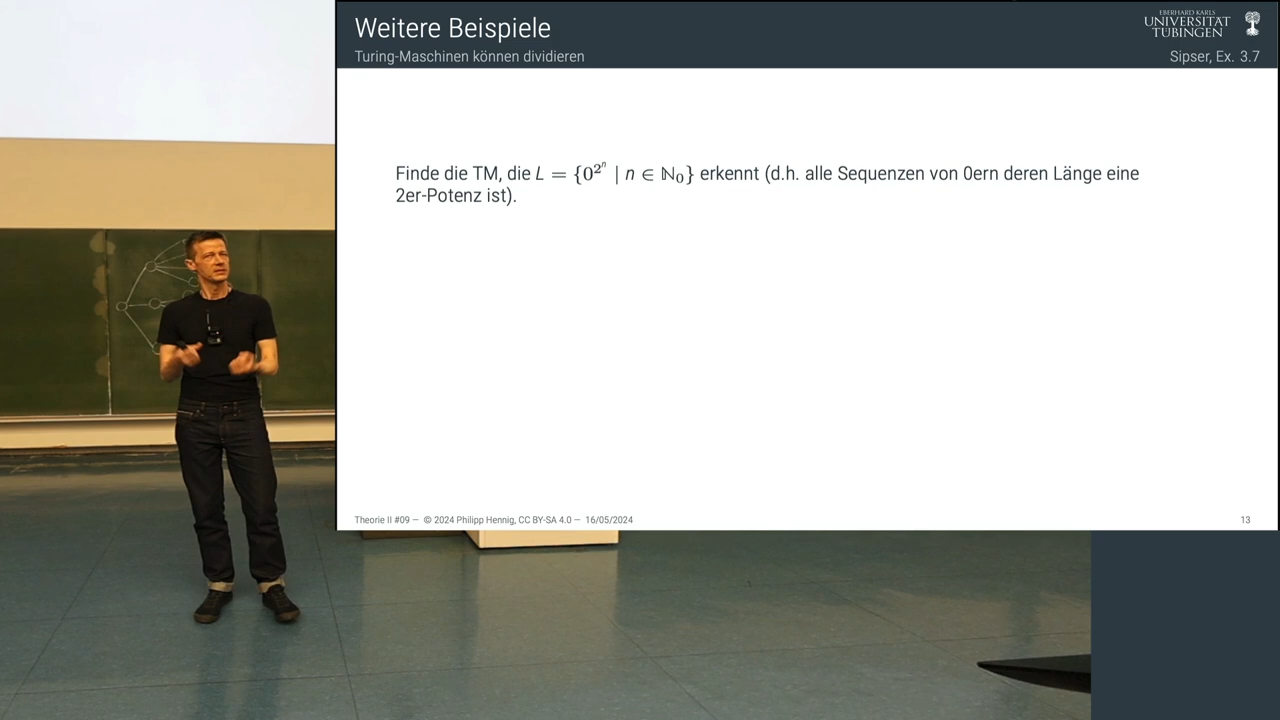 Weitere Beispiele
Turing-Maschinen können dividieren
EBERHARD KARLS
UNIVERSITÄT
TÜBINGEN
Sipser, Ex. 3.7
Finde die TM, die L = {0^{2^n} | n ∈ ℕ₀} erkennt (d.h. alle Sequenzen von 0ern deren Länge eine
2er-Potenz ist).
Theorie II #09 — © 2024 Philipp Hennig, CC BY-SA 4.0 — 16/05/2024
13